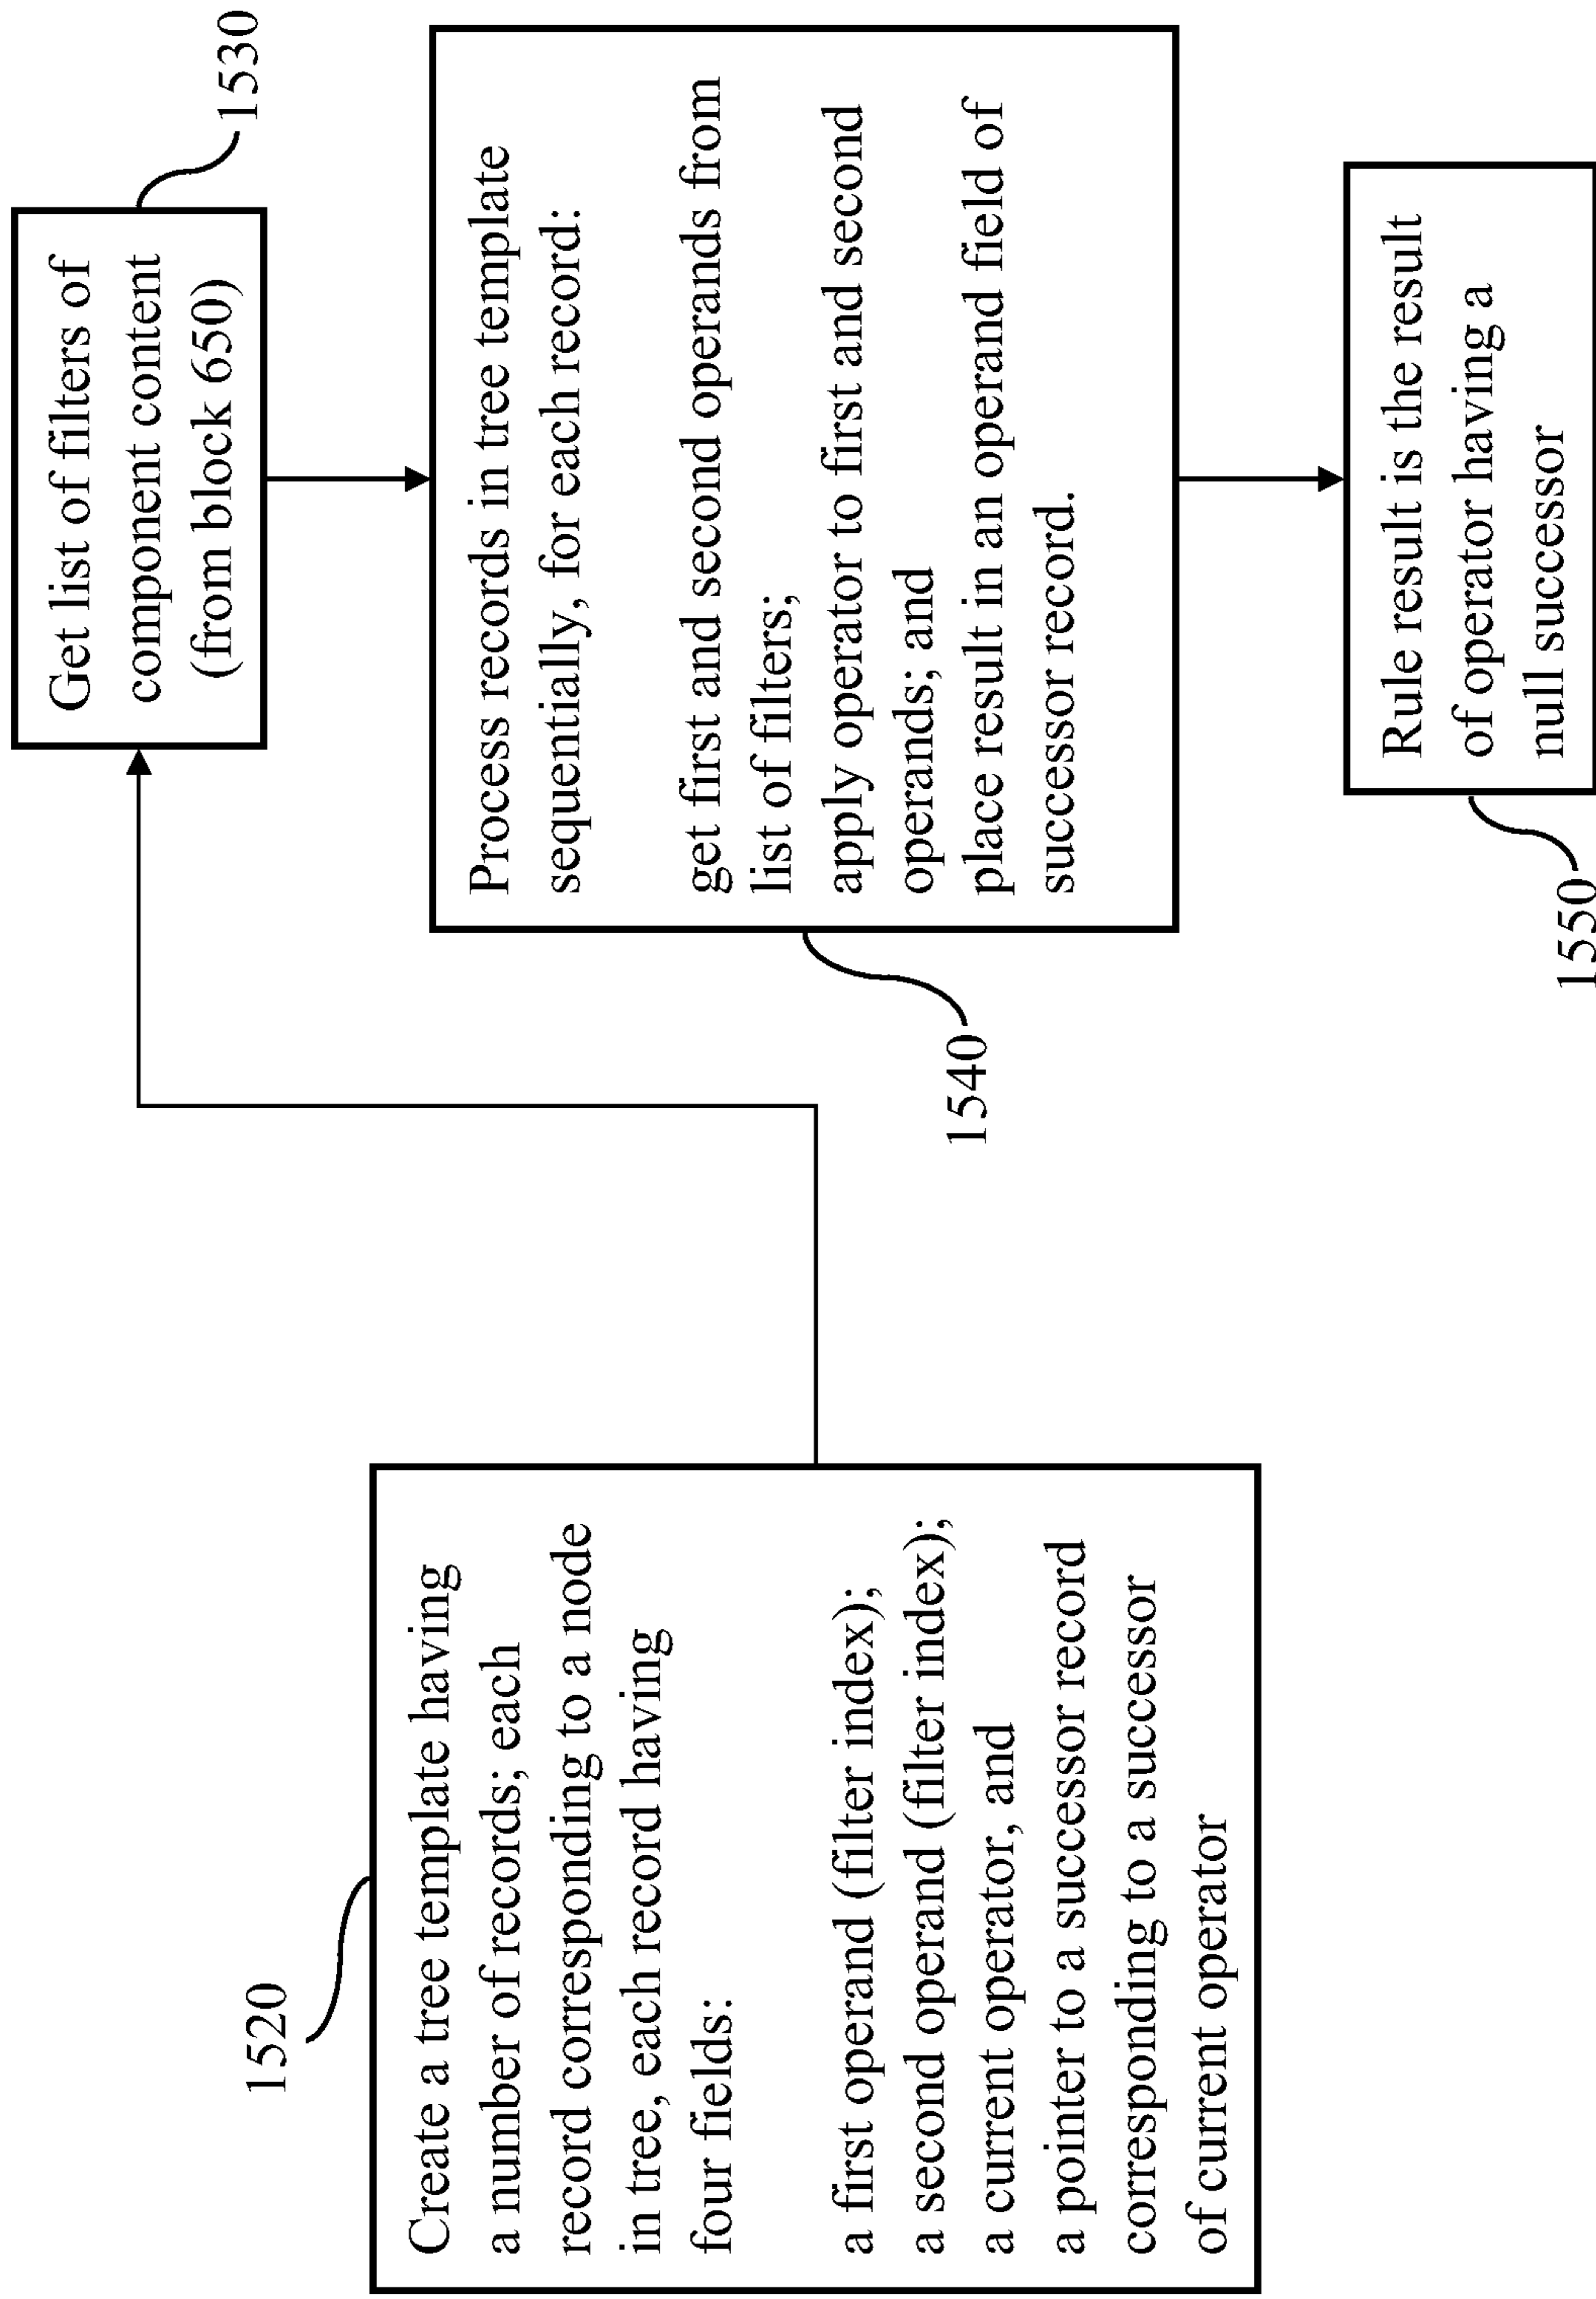 1520
Create a tree template having
a number of records; each
record corresponding to a node
in tree, each record having
four fields:
a first operand (filter index);
a second operand (filter index);
a current operator, and
a pointer to a successor record
corresponding to a successor
of current operator
1530
Get list of filters of
component content
(from block 650)
1540
Process records in tree template
sequentially, for each record:
get first and second operands from
list of filters;
apply operator to first and second
operands; and
place result in an operand field of
successor record.
1550
Rule result is the result
of operator having a
null successor